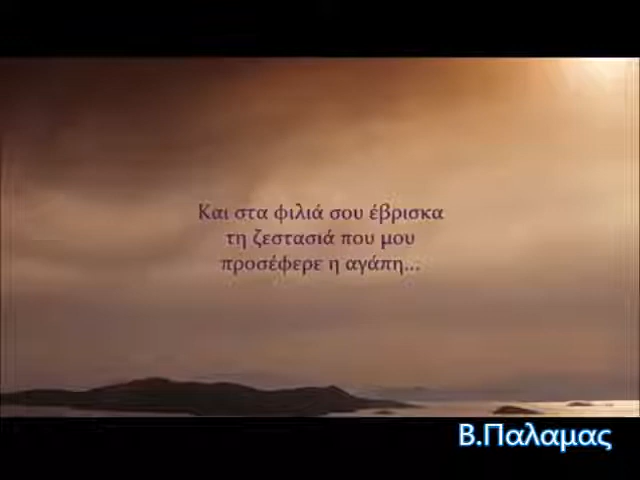 Και στα φιλιά σου έβρισκα
τη ζεστασιά που μου
προσέφερε η αγάπη...
Β.Παλαμας